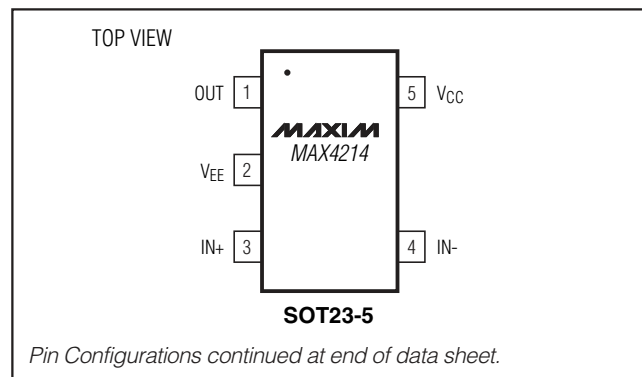 TOP VIEW
OUT 1
5 VCC
MAXIM
MAX4214
VEE 2
IN+ 3
4 IN-
SOT23-5
Pin Configurations continued at end of data sheet.